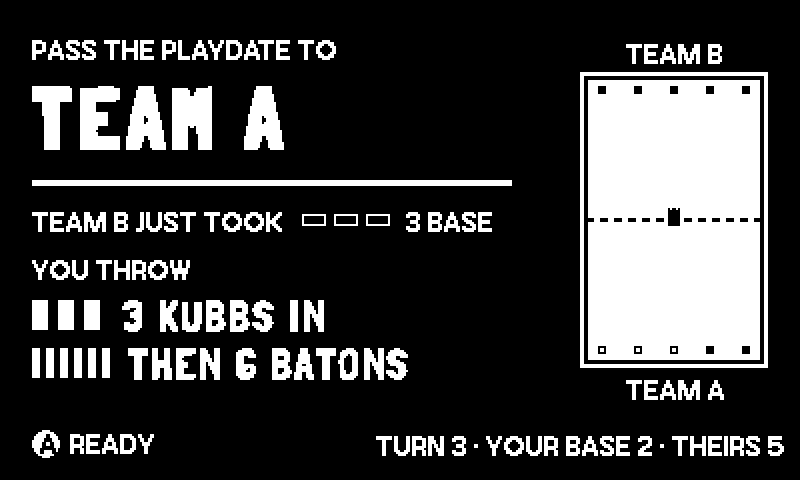 PASS THE PLAYDATE TO
TEAM A
TEAM B JUST TOOK 3 BASE
YOU THROW
3 KUBBS IN
THEN 6 BATONS
Ⓐ READY
TEAM B
TEAM A
TURN 3 · YOUR BASE 2 · THEIRS 5